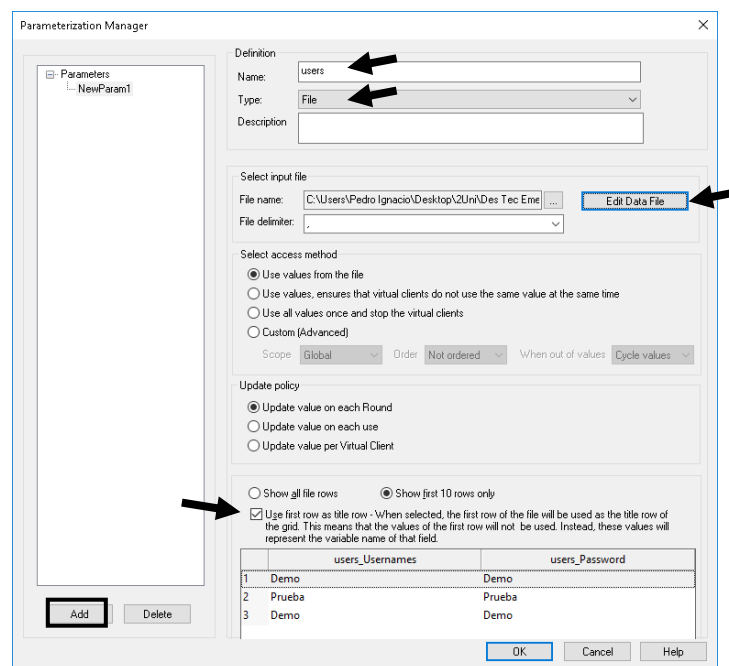 Parameterization Manager
Parameters
NewParam1
Definition
Name: users
Type: File
Description
Select input file
File name: C:\Users\Pedro Ignacio\Desktop\2Uni\Des Tec Eme ... Edit Data File
File delimiter: ,
Select access method
Use values from the file
Use values, ensures that virtual clients do not use the same value at the same time
Use all values once and stop the virtual clients
Custom (Advanced)
Scope Global Order Not ordered When out of values Cycle values
Update policy
Update value on each Round
Update value on each use
Update value per Virtual Client
Show all file rows Show first 10 rows only
Use first row as title row - When selected, the first row of the file will be used as the title row of
the grid. This means that the values of the first row will not be used. Instead, these values will
represent the variable name of that field.
users_Usernames users_Password
1 Demo Demo
2 Prueba Prueba
3 Demo Demo
Add Delete
OK Cancel Help